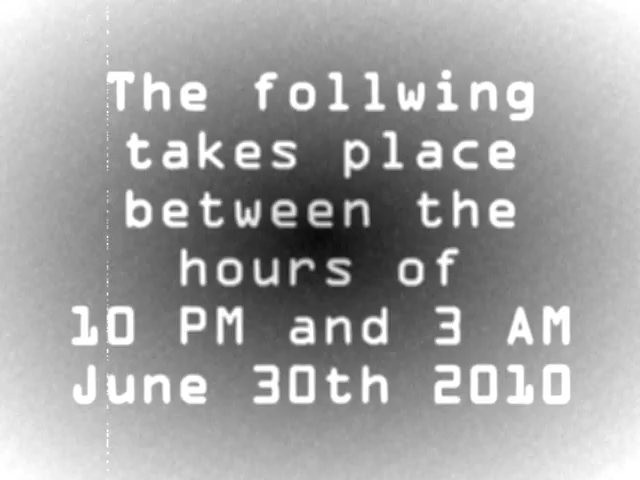 The follwing
takes place
between the
hours of
10 PM and 3 AM
June 30th 2010